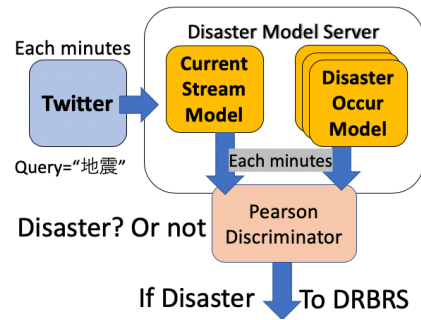 Each minutes
Disaster Model Server
Twitter
Current
Stream
Model
Disaster
Occur
Model
Query="地震"
Each minutes
Disaster? Or not
Pearson
Discriminator
If Disaster
To DRBRS